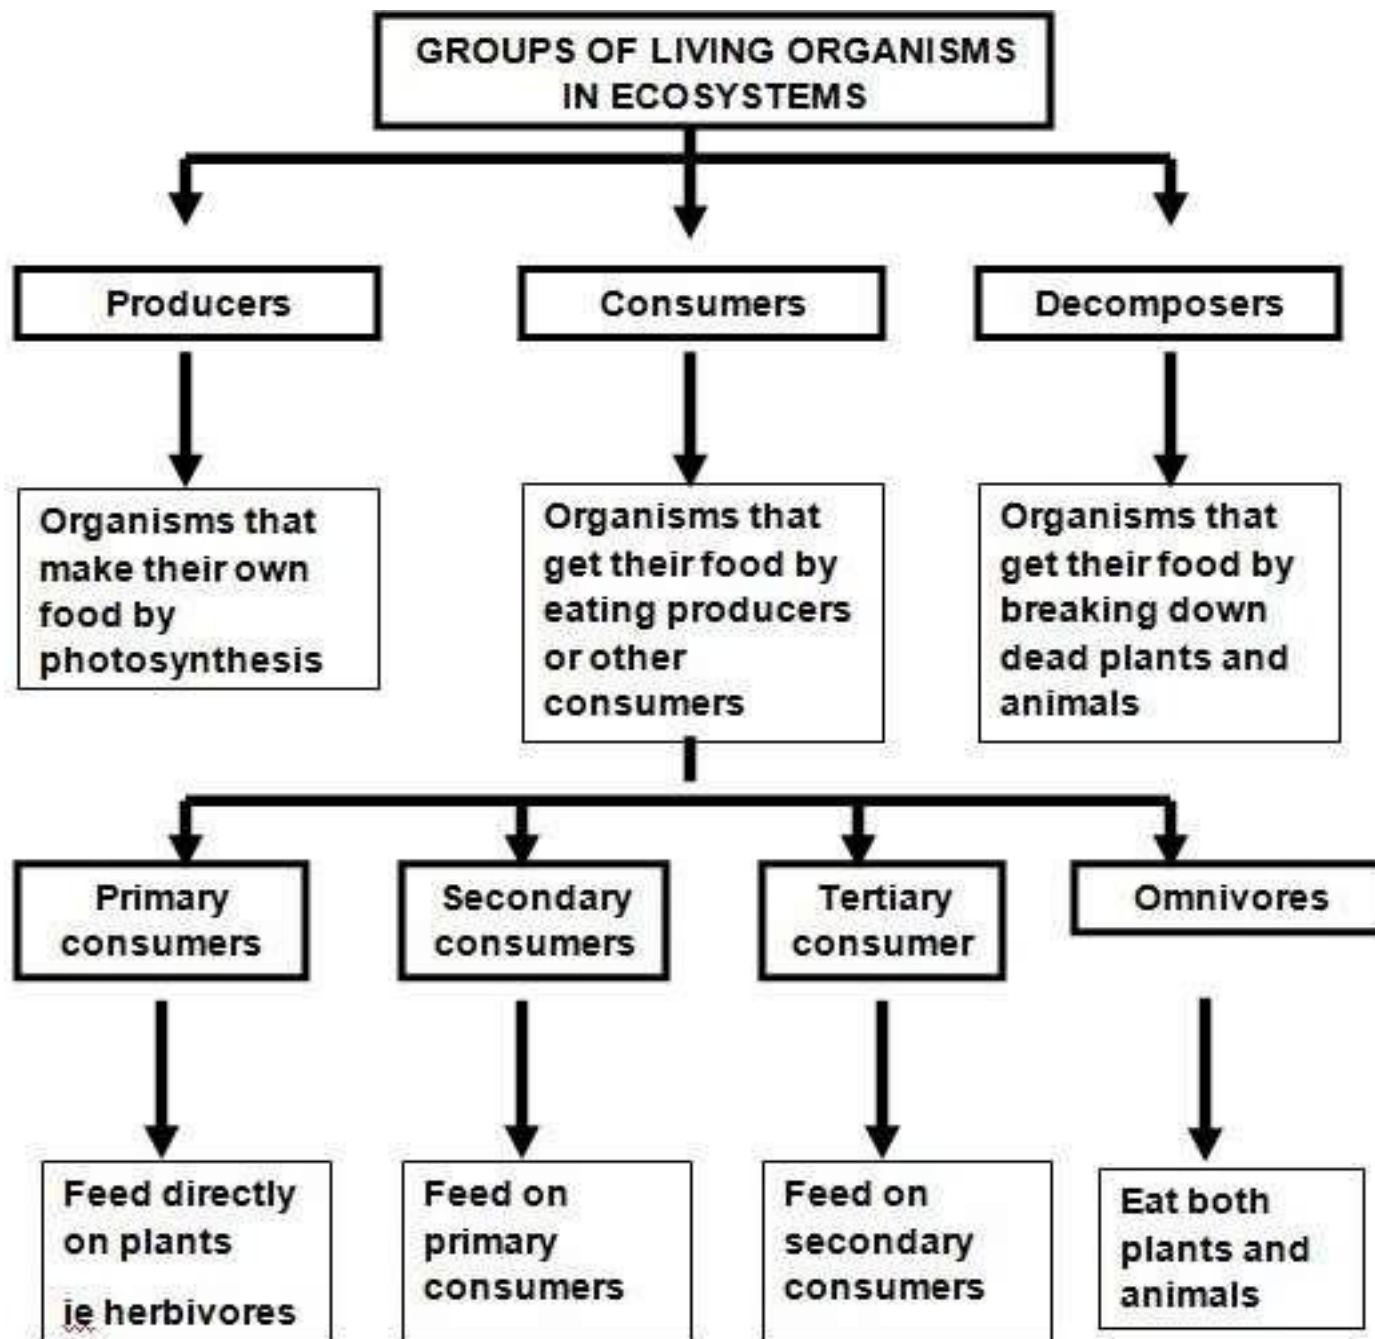 GROUPS OF LIVING ORGANISMS
IN ECOSYSTEMS
Producers
Consumers
Decomposers
Organisms that
make their own
food by
photosynthesis
Organisms that
get their food by
eating producers
or other
consumers
Organisms that
get their food by
breaking down
dead plants and
animals
Primary
consumers
Secondary
consumers
Tertiary
consumer
Omnivores
Feed directly
on plants
ie herbivores
Feed on
primary
consumers
Feed on
secondary
consumers
Eat both
plants and
animals